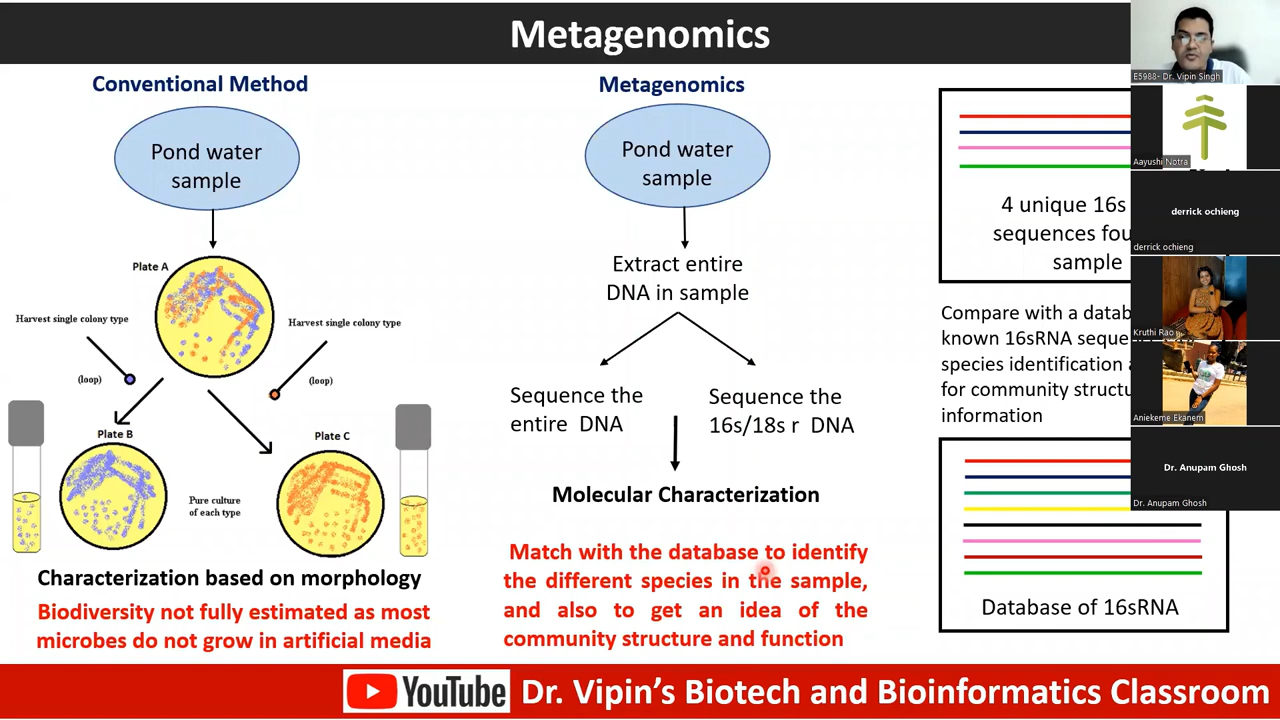 Metagenomics
Conventional Method
Pond water
sample
Plate A
Harvest single colony type
Harvest single colony type
(loop)
(loop)
Plate B
Plate C
Pure culture
of each type
Characterization based on morphology
Biodiversity not fully estimated as most
microbes do not grow in artificial media
Metagenomics
Pond water
sample
Extract entire
DNA in sample
Sequence the
entire DNA
Sequence the
16s/18s r DNA
Molecular Characterization
Match with the database to identify
the different species in the sample,
and also to get an idea of the
community structure and function
4 unique 16s
sequences fou
sample
Compare with a datab
known 16sRNA seque
species identification
for community structu
information
Database of 16sRNA
E5988- Dr. Vipin Singh
Aayushi Notra
derrick ochieng
derrick ochieng
Kruthi Rao
Aniekeme Ekanem
Dr. Anupam Ghosh
Dr. Anupam Ghosh
YouTube
Dr. Vipin's Biotech and Bioinformatics Classroom